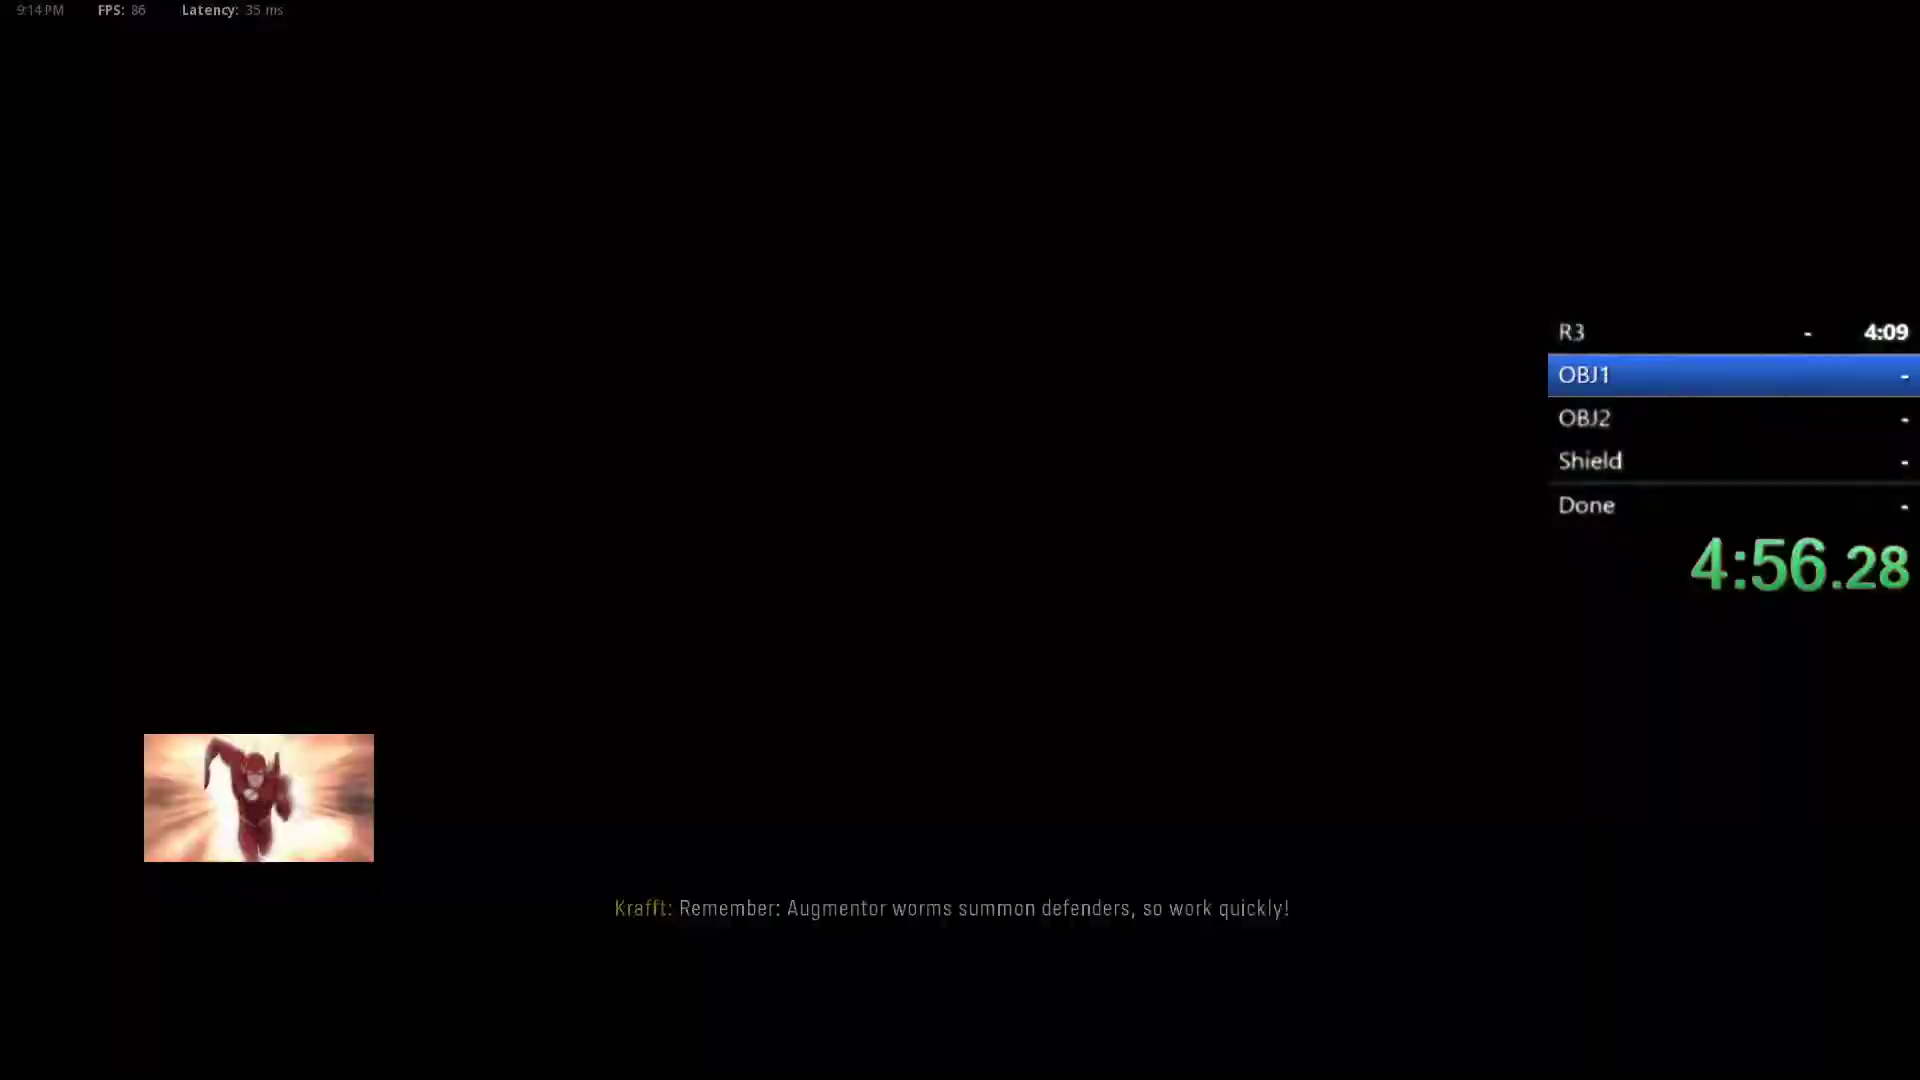 9:14 PM FPS: 86 Latency: 35 ms
R3 - 4:09
OBJ1 -
OBJ2 -
Shield -
Done -
4:56.28
Krafft: Remember: Augmentor worms summon defenders, so work quickly!